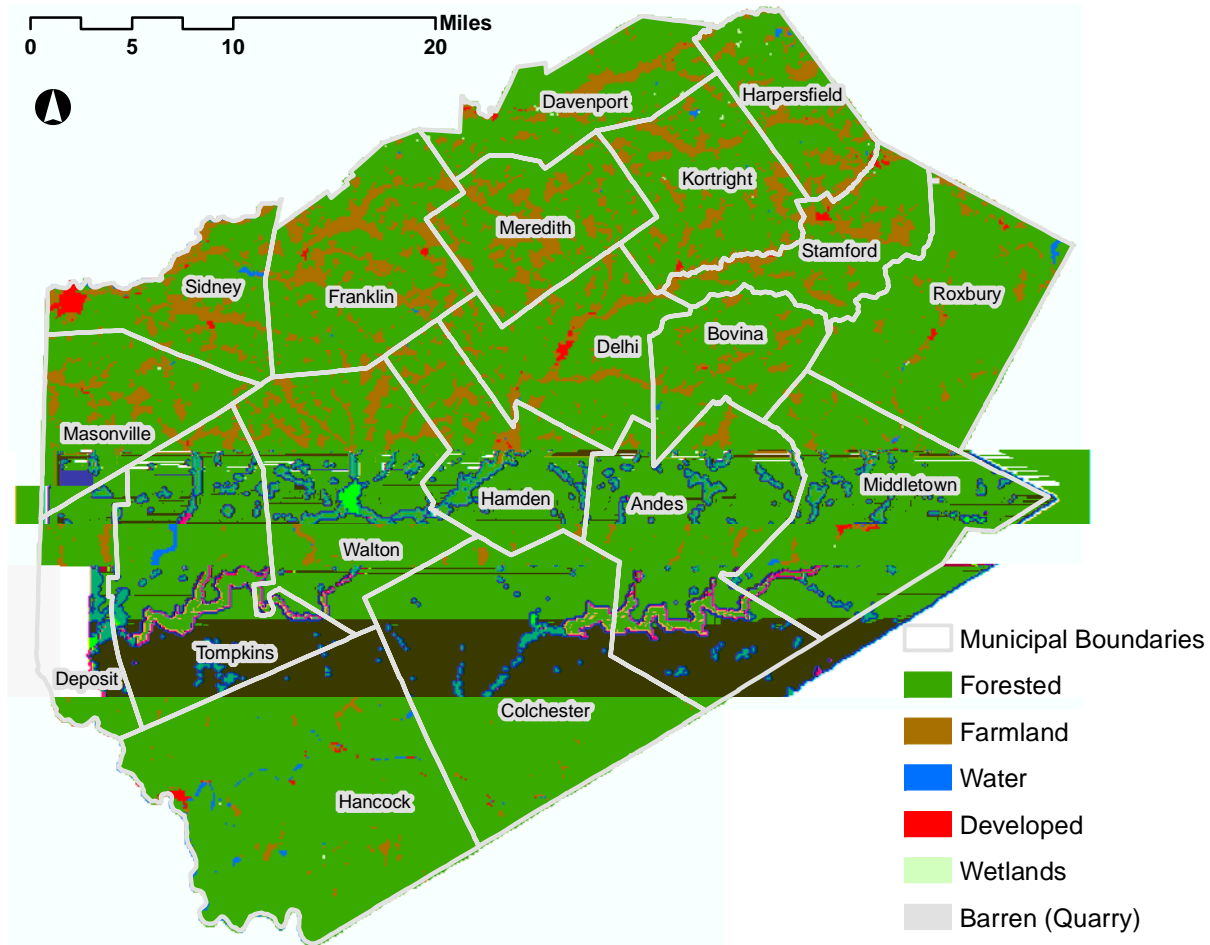 Miles
0 5 10 20
Davenport
Harpersfield
Kortright
Meredith
Stamford
Sidney
Franklin
Roxbury
Bovina
Delhi
Masonville
Hamden
Andes
Middletown
Walton
Tompkins
Deposit
Colchester
Hancock
Municipal Boundaries
Forested
Farmland
Water
Developed
Wetlands
Barren (Quarry)